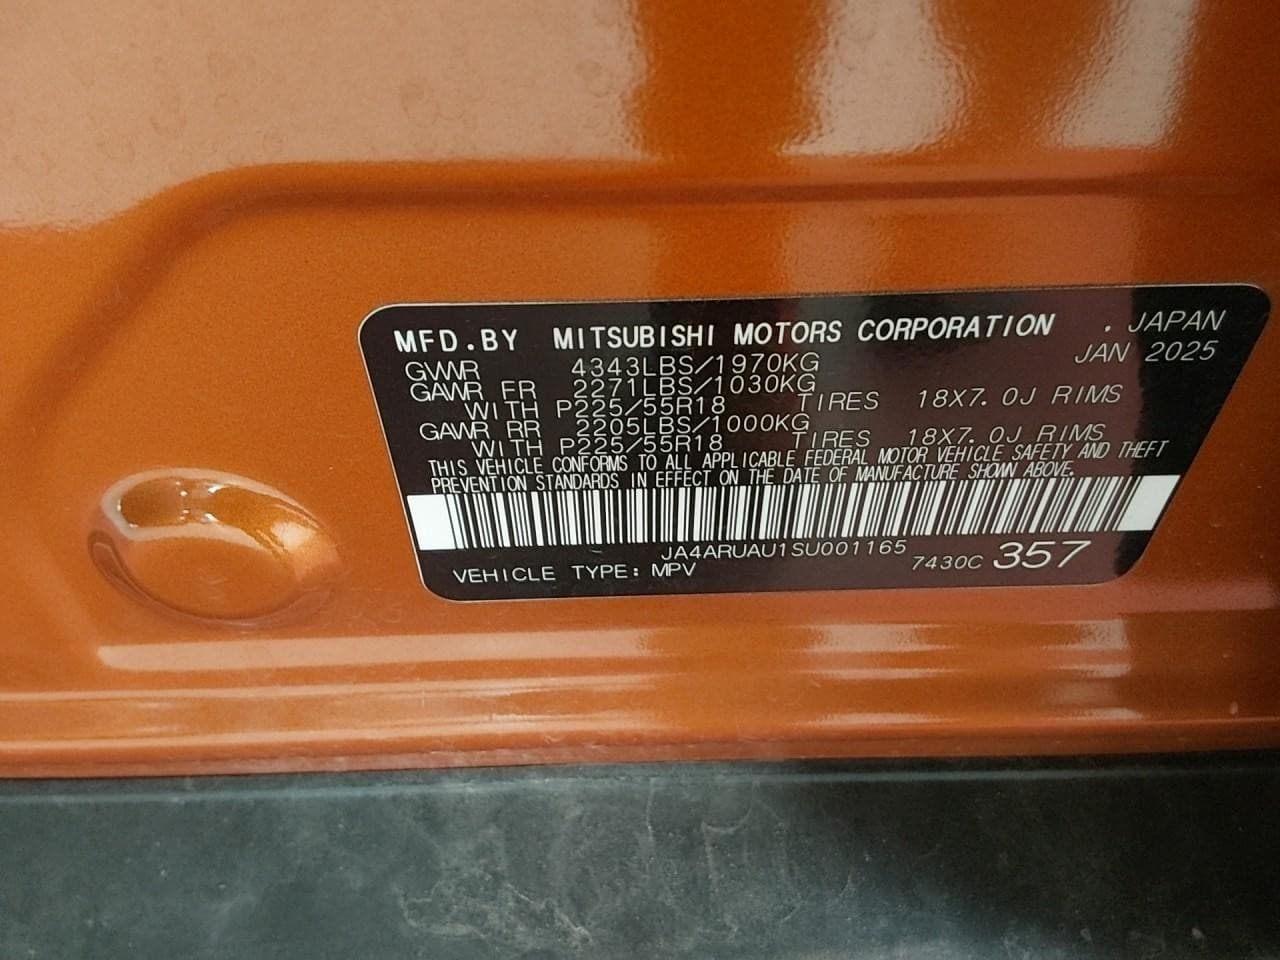 MFD.BY MITSUBISHI MOTORS CORPORATION . JAPAN
JAN 2025
GVWR 4343LBS/1970KG
GAWR FR 2271LBS/1030KG
WITH P225/55R18 TIRES 18X7.0J RIMS
GAWR RR 2205LBS/1000KG
WITH P225/55R18 TIRES 18X7.0J RIMS
THIS VEHICLE CONFORMS TO ALL APPLICABLE FEDERAL MOTOR VEHICLE SAFETY AND THEFT
PREVENTION STANDARDS IN EFFECT ON THE DATE OF MANUFACTURE SHOWN ABOVE.
JA4ARUAU1SU001165
VEHICLE TYPE: MPV 7430C 357